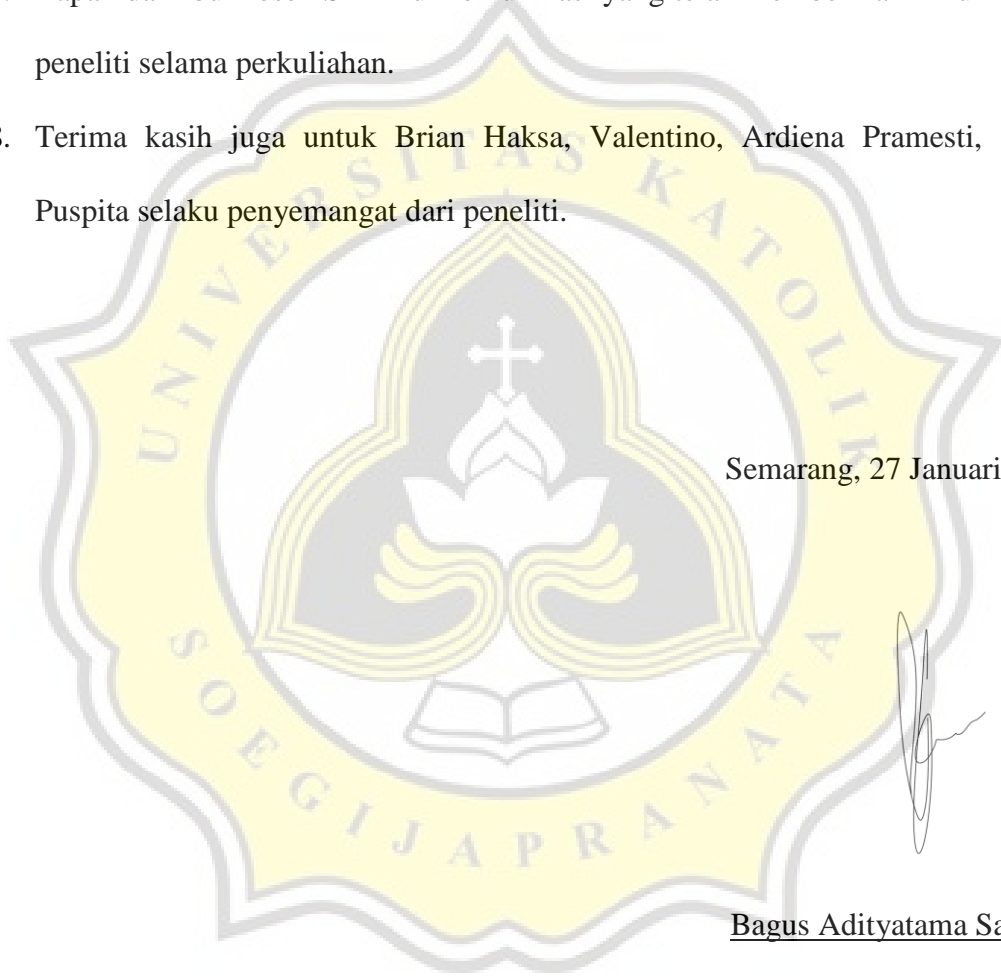 peneliti selama perkuliahan.
3. Terima kasih juga untuk Brian Haksa, Valentino, Ardiena Pramesti,
Puspita selaku penyemangat dari peneliti.
UNIVERSITAS KATOLIK
Semarang, 27 Januari
SOEGIJAPRANATA
Bagus Adityatama Sa